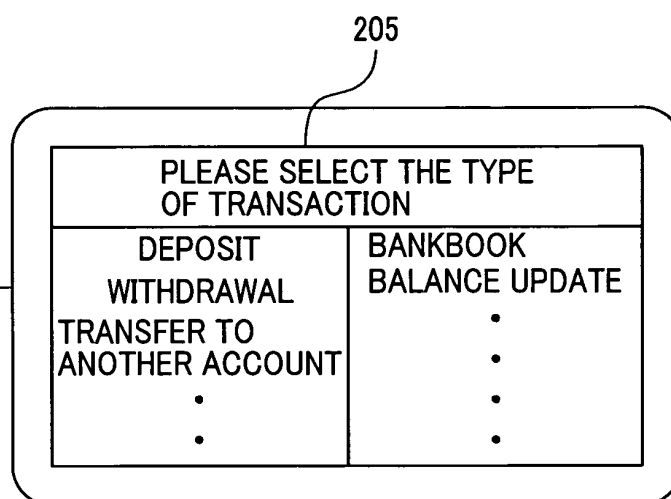 205
PLEASE SELECT THE TYPE
OF TRANSACTION
DEPOSIT
WITHDRAWAL
TRANSFER TO
ANOTHER ACCOUNT
BANKBOOK
BALANCE UPDATE